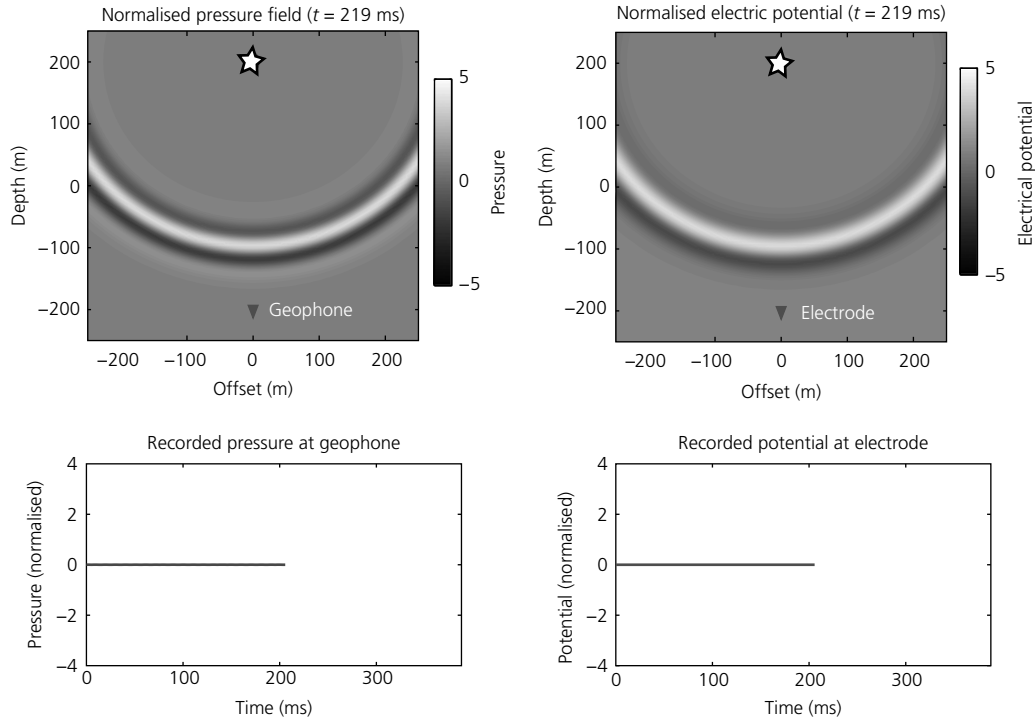 Normalised pressure field (t = 219 ms)
200
100
0
−100
−200
Depth (m)
−200 −100 0 100 200
Offset (m)
Geophone
5
0
−5
Pressure
Normalised electric potential (t = 219 ms)
200
100
0
−100
−200
Depth (m)
−200 −100 0 100 200
Offset (m)
Electrode
5
0
−5
Electrical potential
Recorded pressure at geophone
4
2
0
−2
−4
Pressure (normalised)
0 100 200 300
Time (ms)
Recorded potential at electrode
4
2
0
−2
−4
Potential (normalised)
0 100 200 300
Time (ms)